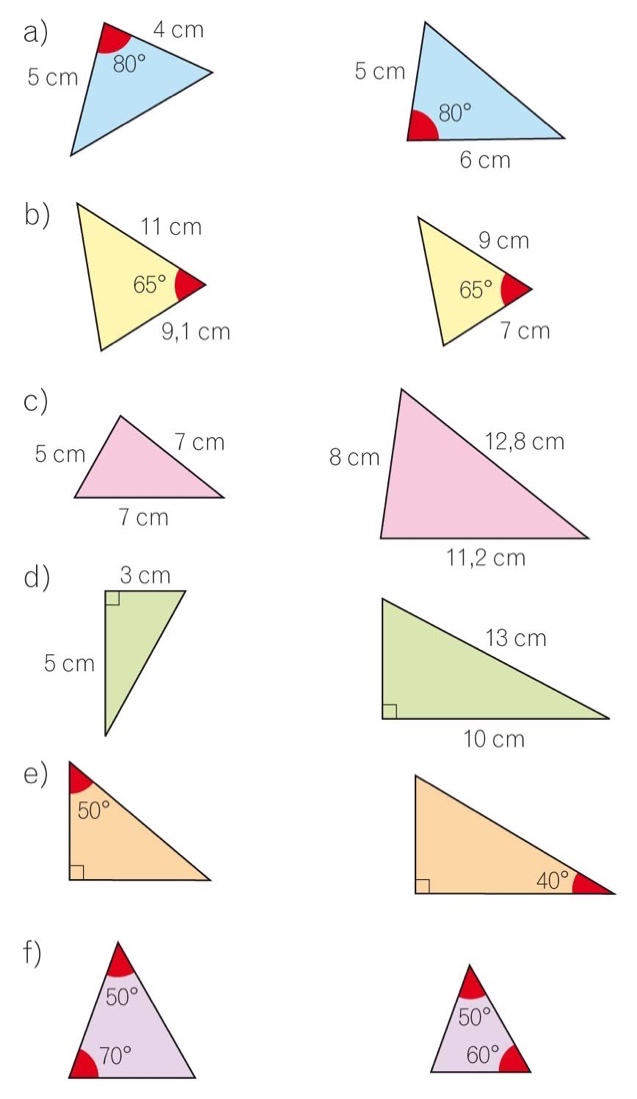 a) 4 cm
5 cm 80°
5 cm 80°
6 cm
b) 11 cm
65°
9,1 cm
9 cm
65°
7 cm
c) 5 cm 7 cm
7 cm
8 cm 12,8 cm
11,2 cm
d) 3 cm
5 cm
13 cm
10 cm
e) 50°
40°
f) 50°
70°
50°
60°